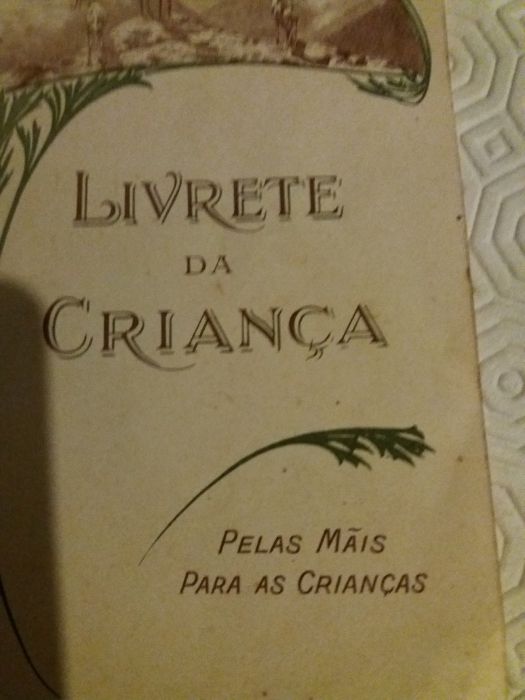 LIVRETE
DA
CRIANÇA
PELAS MÃIS
PARA AS CRIANÇAS